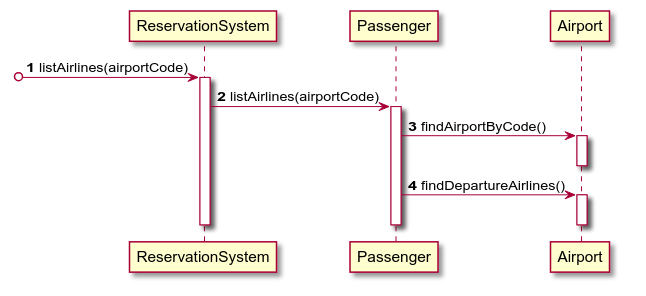 ReservationSystem Passenger Airport
1 listAirlines(airportCode)
2 listAirlines(airportCode)
3 findAirportByCode()
4 findDepartureAirlines()
ReservationSystem Passenger Airport